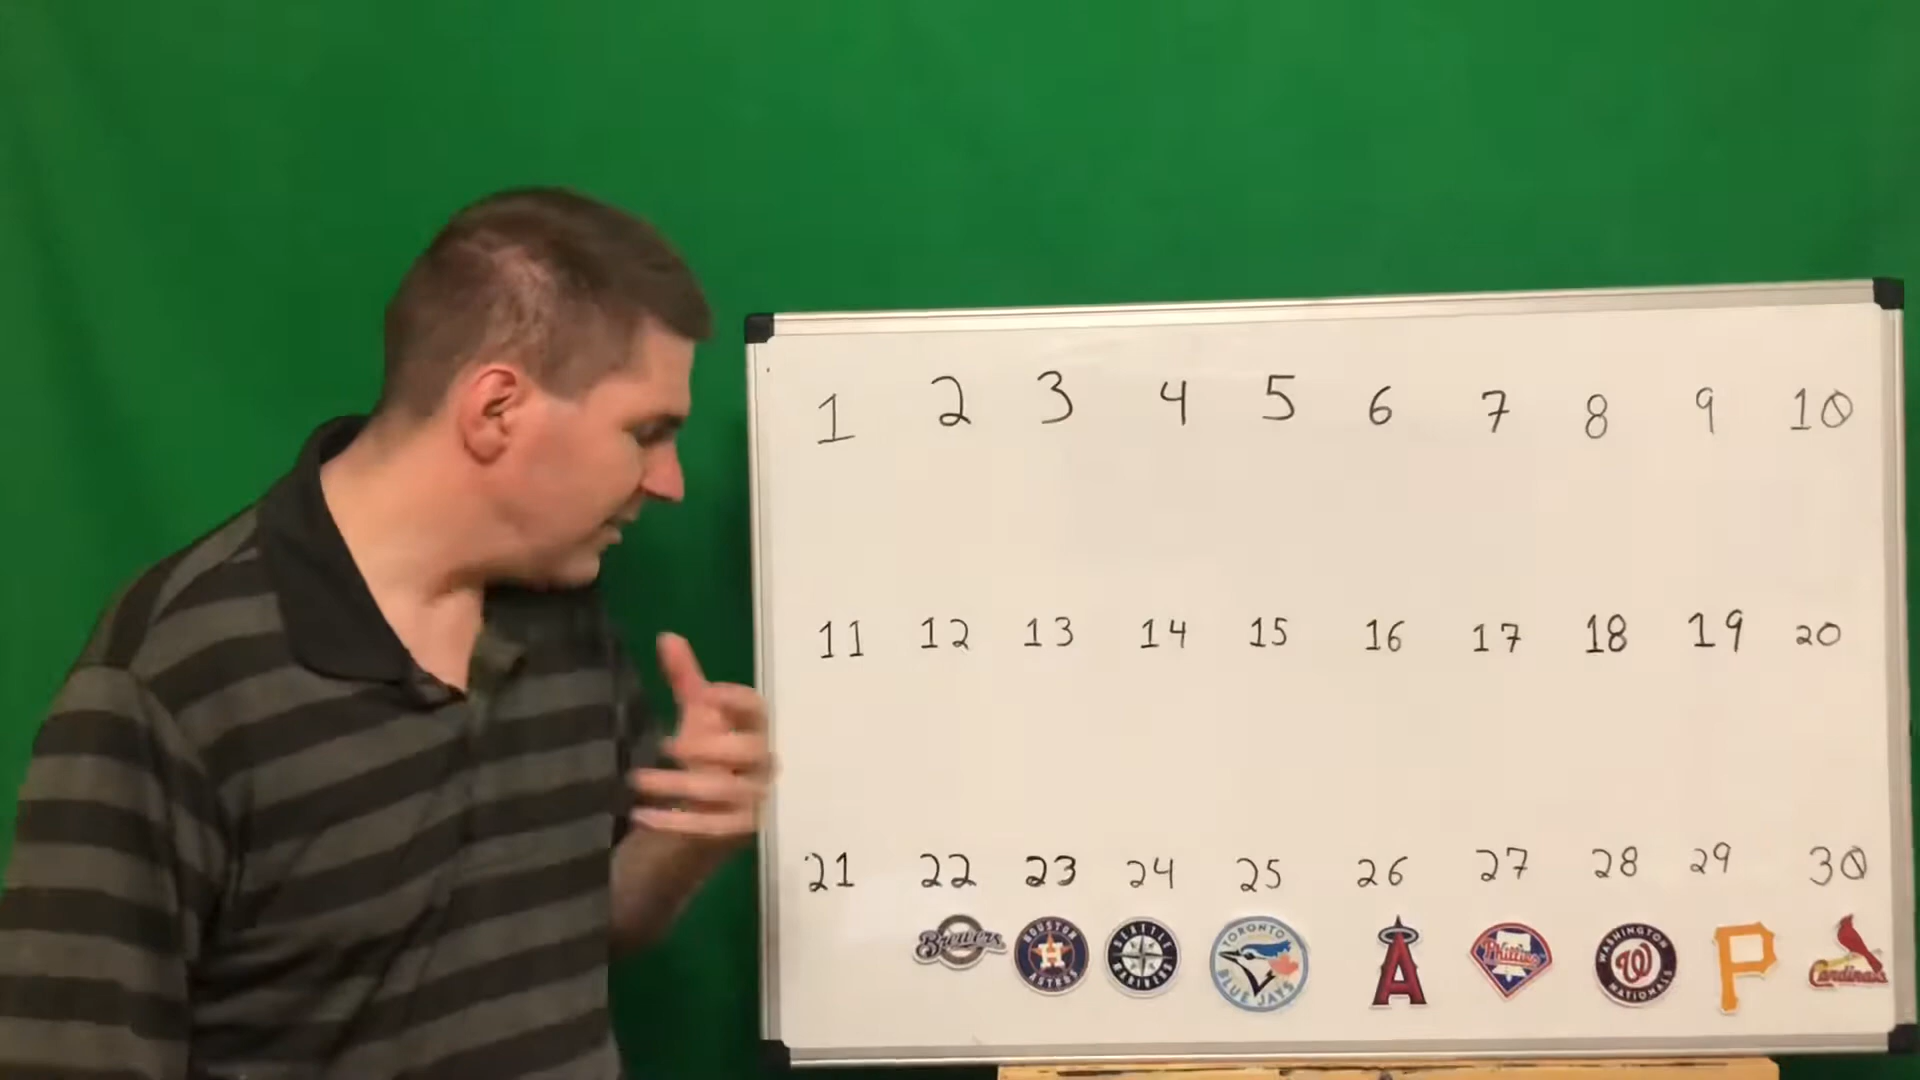 1 2 3 4 5 6 7 8 9 10
11 12 13 14 15 16 17 18 19 20
21 22 23 24 25 26 27 28 29 30
Brewers HOUSTON ASTROS SEATTLE MARINERS TORONTO BLUE JAYS A Phillies WASHINGTON W NATIONALS P Cardinals